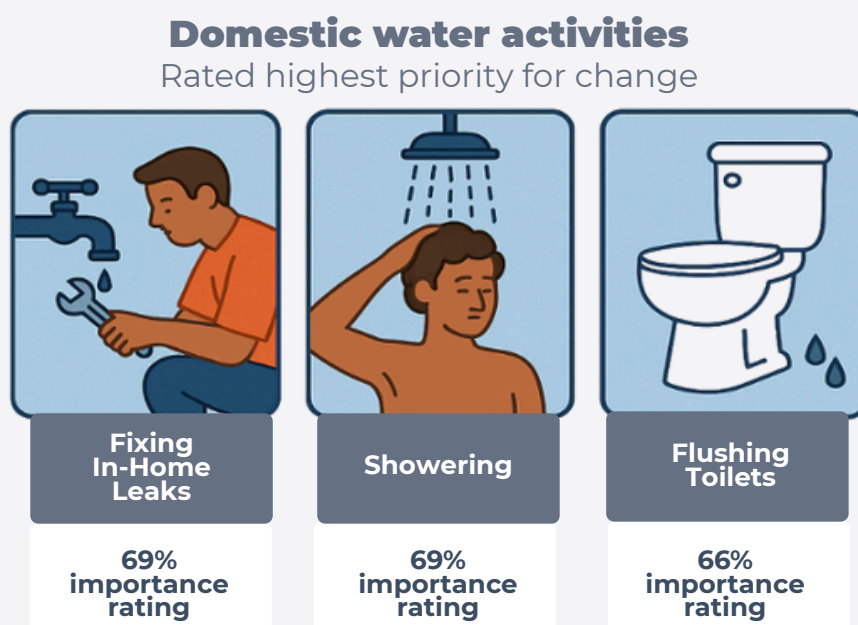 Domestic water activities
Rated highest priority for change
Fixing
In-Home
Leaks
Showering
Flushing
Toilets
69%
importance
rating
69%
importance
rating
66%
importance
rating